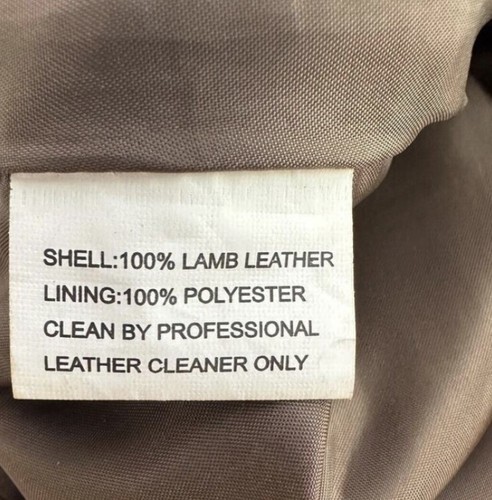 SHELL:100% LAMB LEATHER
LINING:100% POLYESTER
CLEAN BY PROFESSIONAL
LEATHER CLEANER ONLY